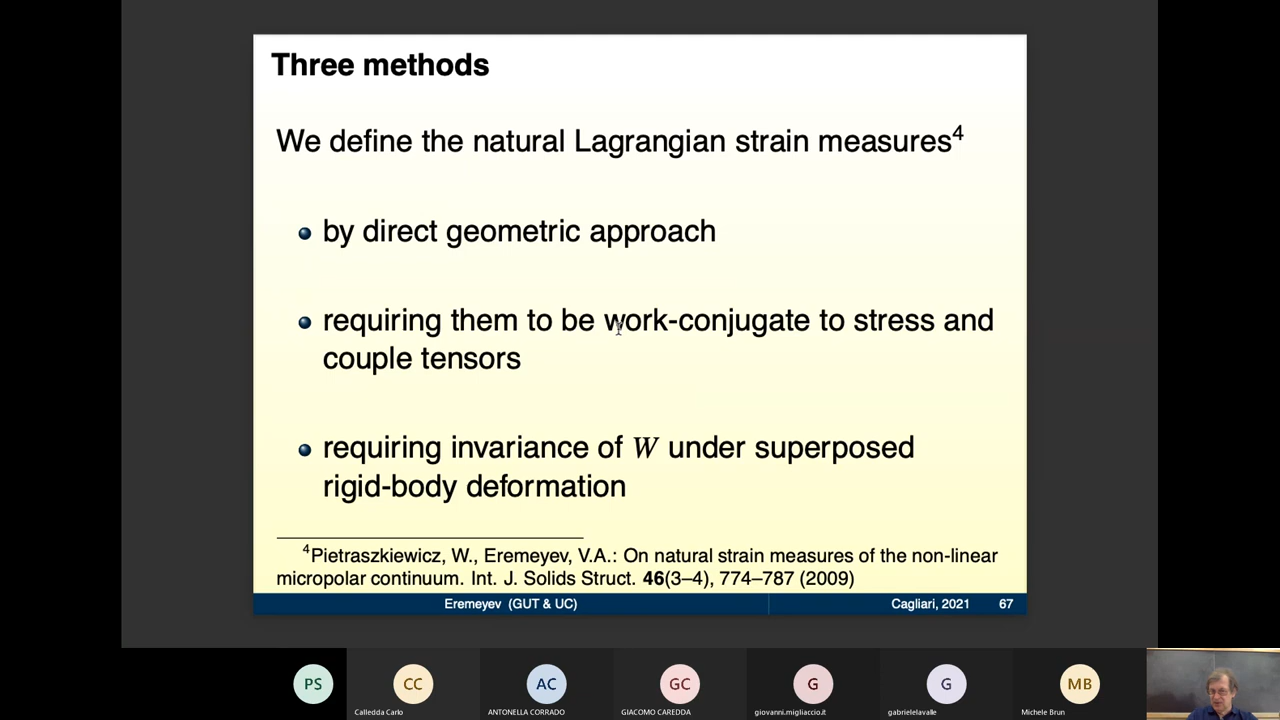 Three methods
We define the natural Lagrangian strain measures4
by direct geometric approach
requiring them to be work-conjugate to stress and
couple tensors
requiring invariance of W under superposed
rigid-body deformation
4Pietraszkiewicz, W., Eremeyev, V.A.: On natural strain measures of the non-linear
micropolar continuum. Int. J. Solids Struct. 46(3–4), 774–787 (2009)
Eremeyev (GUT & UC) Cagliari, 2021 67
PS CC AC GC G G MB
Calledda Carlo ANTONELLA CORRADO GIACOMO CAREDDA giovanni.migliaccio.it gabrielelavalle Michele Brun